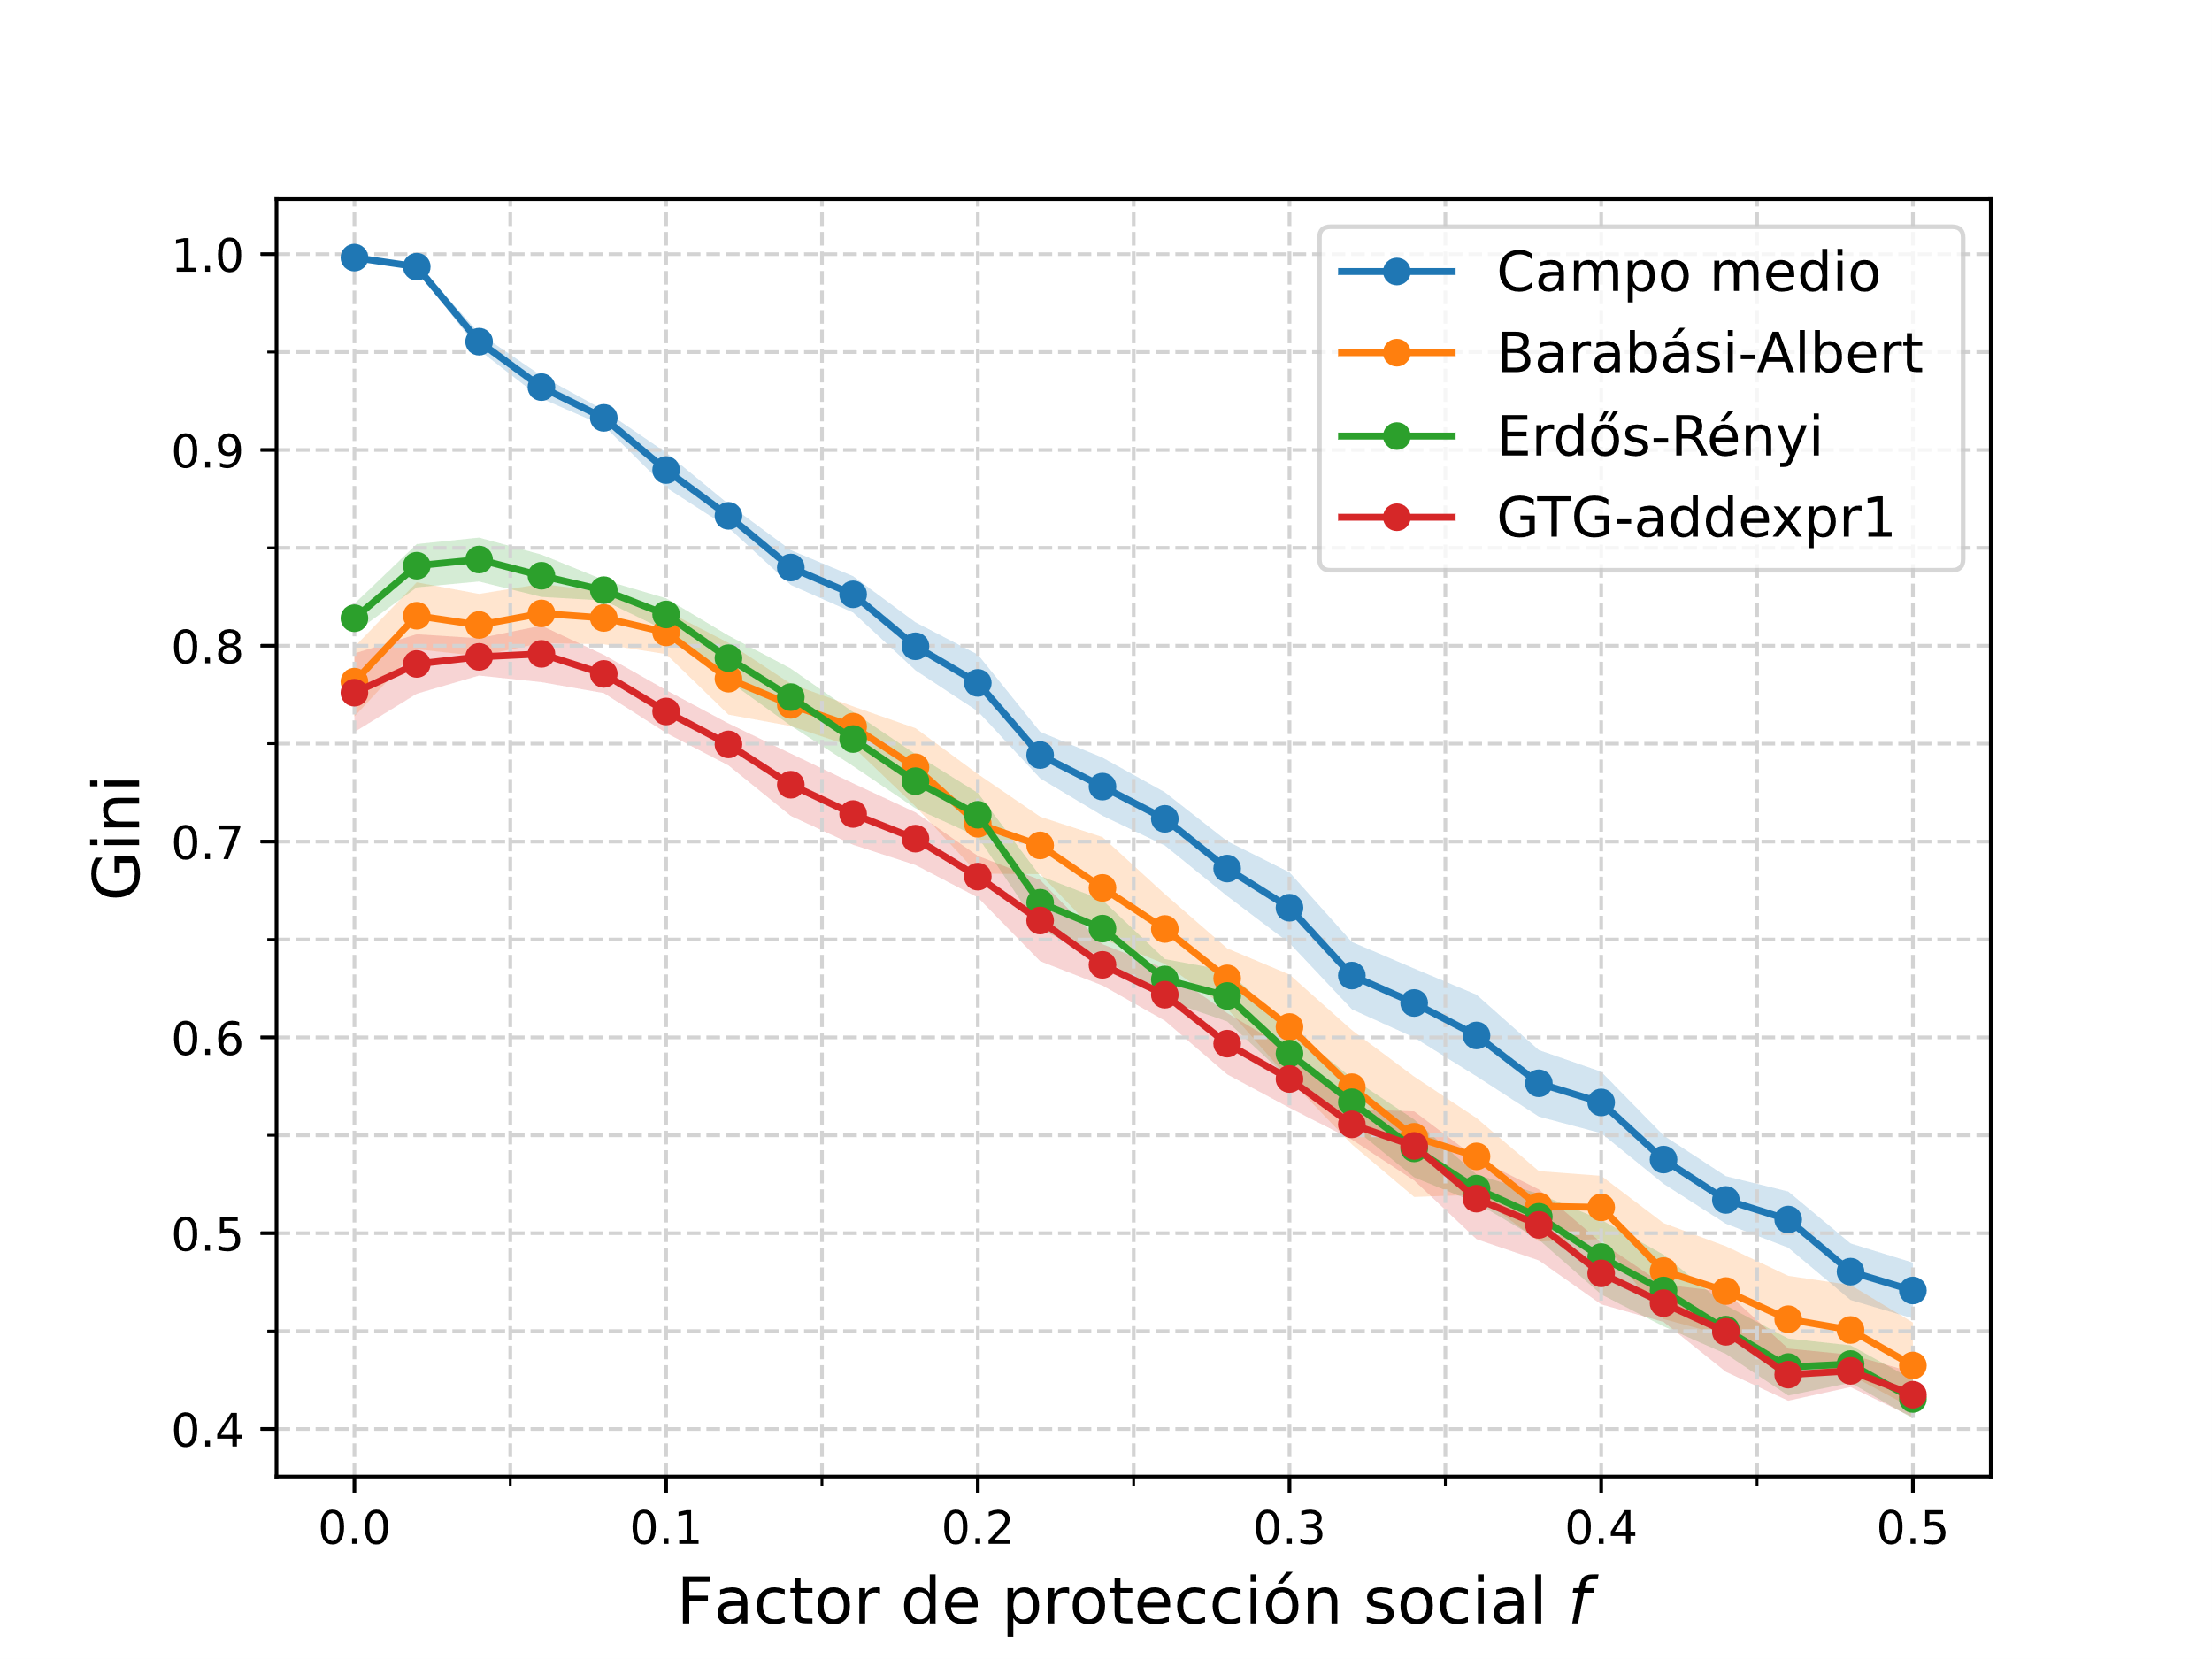 Campo medio
Barabási-Albert
Erdős-Rényi
GTG-addexpr1
Gini
1.0
0.9
0.8
0.7
0.6
0.5
0.4
0.0 0.1 0.2 0.3 0.4 0.5
Factor de protección social f